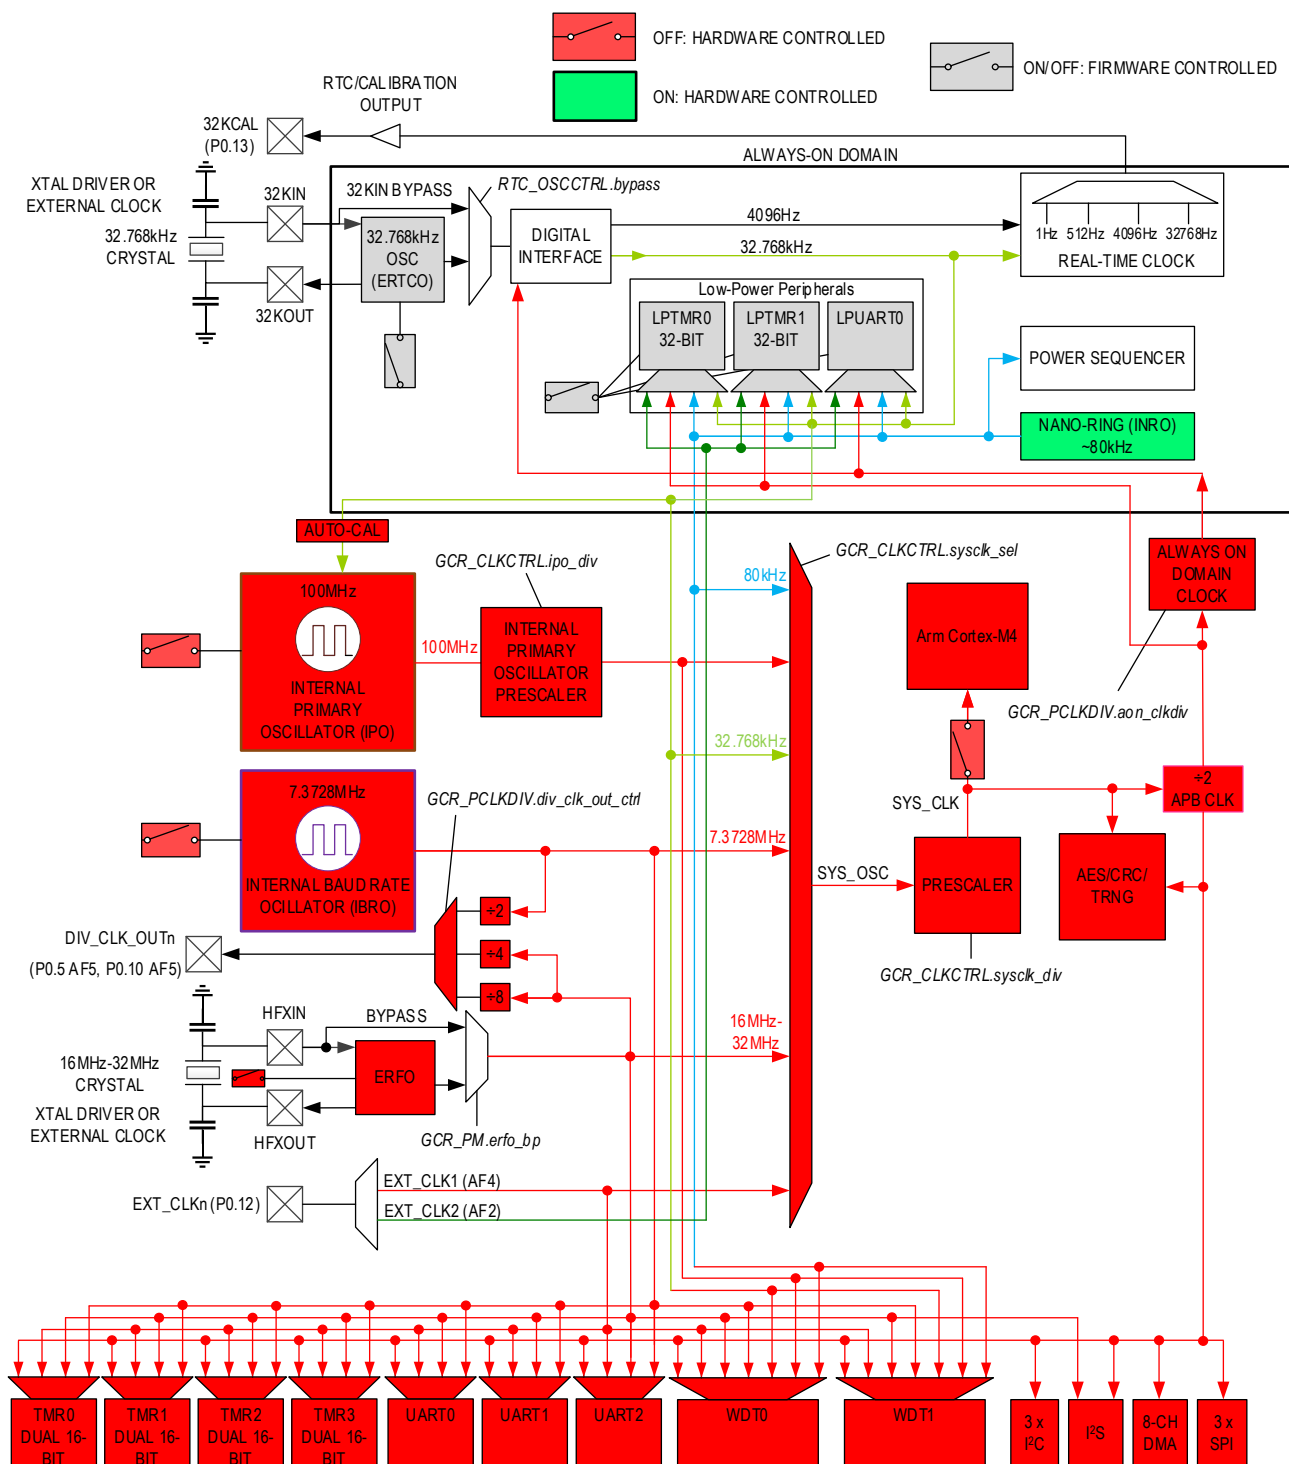 OFF: HARDWARE CONTROLLED
ON/OFF: FIRMWARE CONTROLLED
ON: HARDWARE CONTROLLED
RTC/CALIBRATION
OUTPUT
32KCAL
(P0.13)
ALWAYS-ON DOMAIN
XTAL DRIVER OR
EXTERNAL CLOCK
32KIN
32KIN BYPASS
RTC_OSCCTRL.bypass
32.768kHz
CRYSTAL
32.768kHz
OSC
(ERTCO)
DIGITAL
INTERFACE
4096Hz
32.768kHz
1Hz
512Hz
4096Hz
32768Hz
REAL-TIME CLOCK
32KOUT
Low-Power Peripherals
LPTMR0
32-BIT
LPTMR1
32-BIT
LPUART0
POWER SEQUENCER
NANO-RING (INRO)
~80kHz
AUTO-CAL
GCR_CLKCTRL.ipo_div
GCR_CLKCTRL.sysclk_sel
ALWAYS ON
DOMAIN
CLOCK
100MHz
80kHz
100MHz
INTERNAL
PRIMARY
OSCILLATOR
PRESCALER
Arm Cortex-M4
INTERNAL
PRIMARY
OSCILLATOR (IPO)
GCR_PCLKDIV.aon_clkdiv
32.768kHz
7.3728MHz
GCR_PCLKDIV.div_clk_out_ctrl
÷2
APB CLK
SYS_CLK
7.3728MHz
SYS_OSC
PRESCALER
AES/CRC/
TRNG
INTERNAL BAUD RATE
OCILLATOR (IBRO)
÷2
÷4
÷8
DIV_CLK_OUTn
(P0.5 AF5, P0.10 AF5)
GCR_CLKCTRL.sysclk_div
HFXIN
BYPASS
16MHz-
32MHz
16MHz-32MHz
CRYSTAL
ERFO
XTAL DRIVER OR
EXTERNAL CLOCK
HFXOUT
GCR_PM.erfo_bp
EXT_CLK1 (AF4)
EXT_CLKn (P0.12)
EXT_CLK2 (AF2)
TMR0
DUAL 16-
BIT
TMR1
DUAL 16-
BIT
TMR2
DUAL 16-
BIT
TMR3
DUAL 16-
BIT
UART0
UART1
UART2
WDT0
WDT1
3 x
I²C
I²S
8-CH
DMA
3 x
SPI